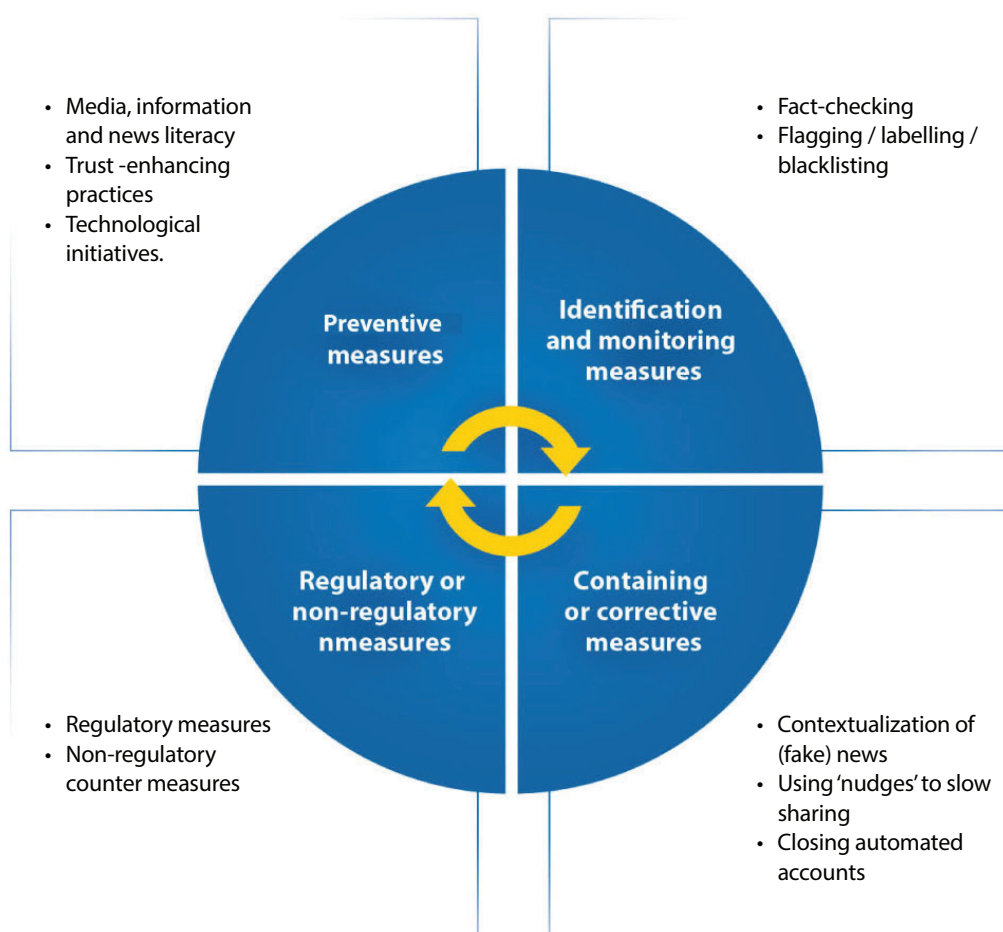 • Media, information
and news literacy
• Trust -enhancing
practices
• Technological
initiatives.
• Fact-checking
• Flagging / labelling /
blacklisting
Preventive
measures
Identification
and monitoring
measures
Regulatory or
non-regulatory
nmeasures
Containing
or corrective
measures
• Regulatory measures
• Non-regulatory
counter measures
• Contextualization of
(fake) news
• Using ‘nudges’ to slow
sharing
• Closing automated
accounts